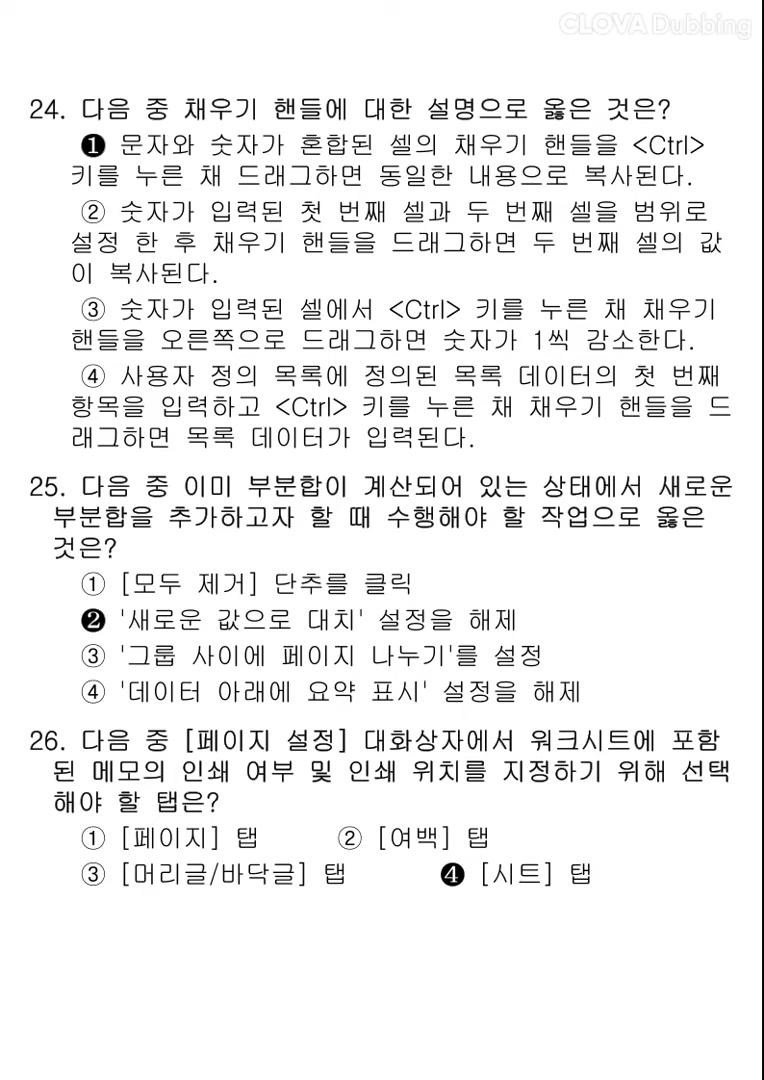 CLOVA Dubbing
24. 다음 중 채우기 핸들에 대한 설명으로 옳은 것은?
❶ 문자와 숫자가 혼합된 셀의 채우기 핸들을 <Ctrl>
키를 누른 채 드래그하면 동일한 내용으로 복사된다.
② 숫자가 입력된 첫 번째 셀과 두 번째 셀을 범위로
설정 한 후 채우기 핸들을 드래그하면 두 번째 셀의 값
이 복사된다.
③ 숫자가 입력된 셀에서 <Ctrl> 키를 누른 채 채우기
핸들을 오른쪽으로 드래그하면 숫자가 1씩 감소한다.
④ 사용자 정의 목록에 정의된 목록 데이터의 첫 번째
항목을 입력하고 <Ctrl> 키를 누른 채 채우기 핸들을 드
래그하면 목록 데이터가 입력된다.
25. 다음 중 이미 부분합이 계산되어 있는 상태에서 새로운
부분합을 추가하고자 할 때 수행해야 할 작업으로 옳은
것은?
① [모두 제거] 단추를 클릭
❷ '새로운 값으로 대치' 설정을 해제
③ '그룹 사이에 페이지 나누기'를 설정
④ '데이터 아래에 요약 표시' 설정을 해제
26. 다음 중 [페이지 설정] 대화상자에서 워크시트에 포함
된 메모의 인쇄 여부 및 인쇄 위치를 지정하기 위해 선택
해야 할 탭은?
① [페이지] 탭 ② [여백] 탭
③ [머리글/바닥글] 탭 ❹ [시트] 탭